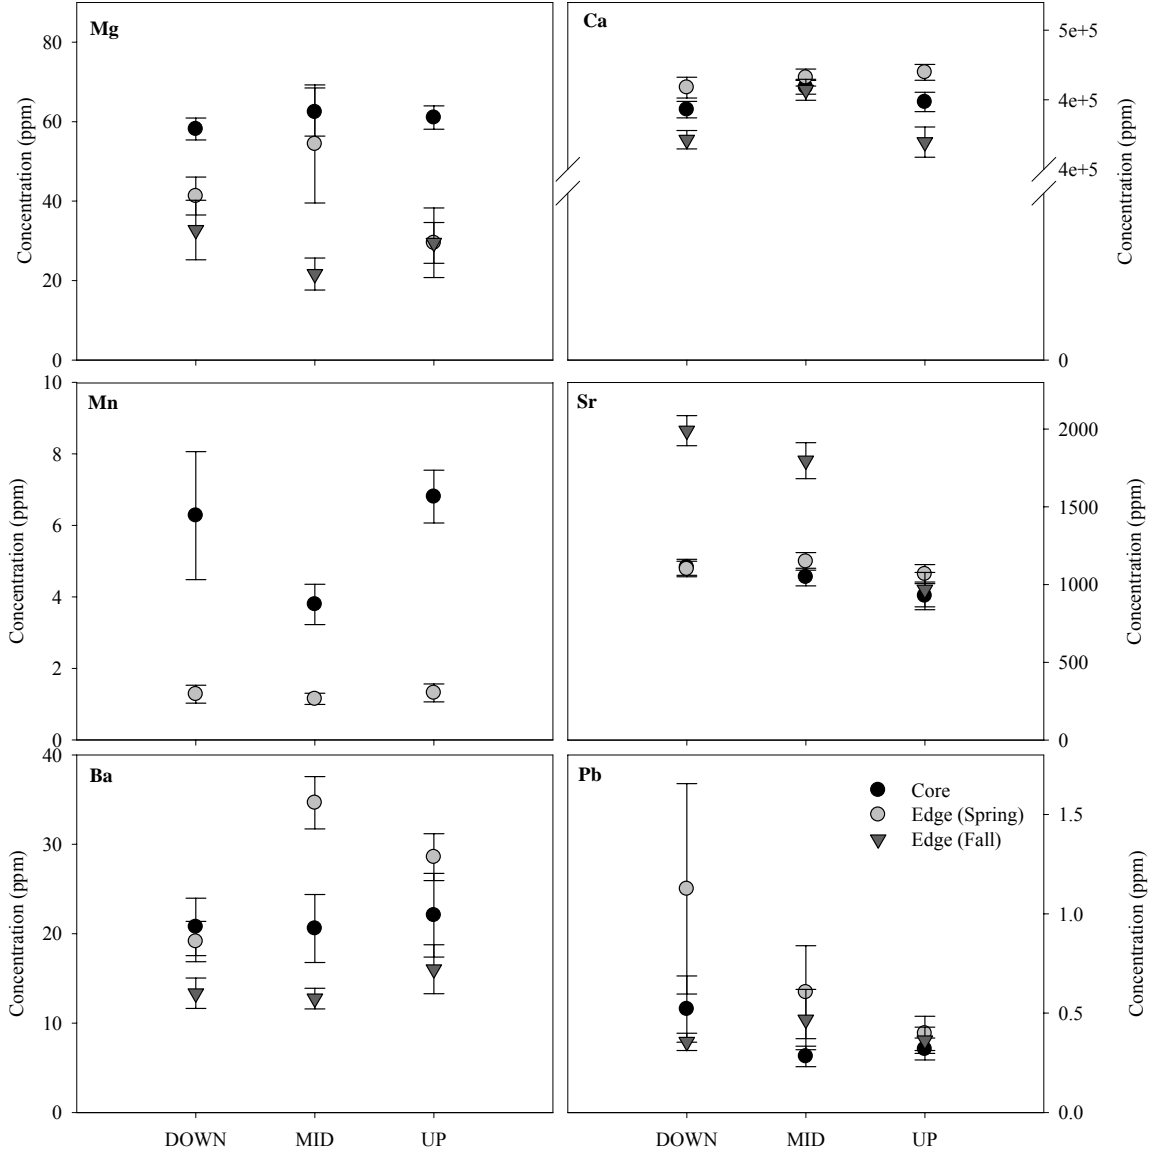 Mg
80
60
40
20
0
Concentration (ppm)
Ca
5e+5
4e+5
4e+5
0
Concentration (ppm)
Mn
10
8
6
4
2
0
Concentration (ppm)
Sr
2000
1500
1000
500
0
Concentration (ppm)
Ba
40
30
20
10
0
Concentration (ppm)
DOWN MID UP
Pb
Core
Edge (Spring)
Edge (Fall)
1.5
1.0
0.5
0.0
Concentration (ppm)
DOWN MID UP